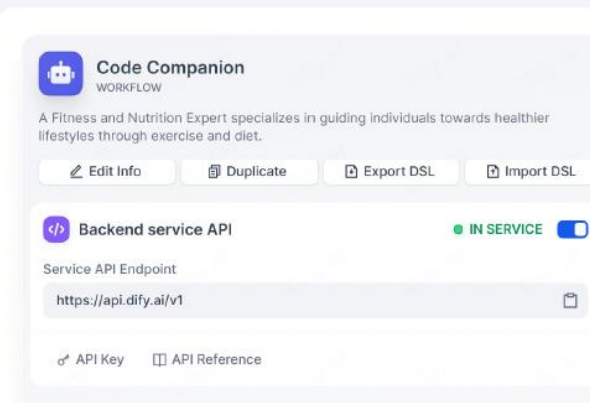 Code Companion
WORKFLOW
A Fitness and Nutrition Expert specializes in guiding individuals towards healthier
lifestyles through exercise and diet.
Edit Info Duplicate Export DSL Import DSL
</> Backend service API IN SERVICE
Service API Endpoint
https://api.dify.ai/v1
API Key API Reference